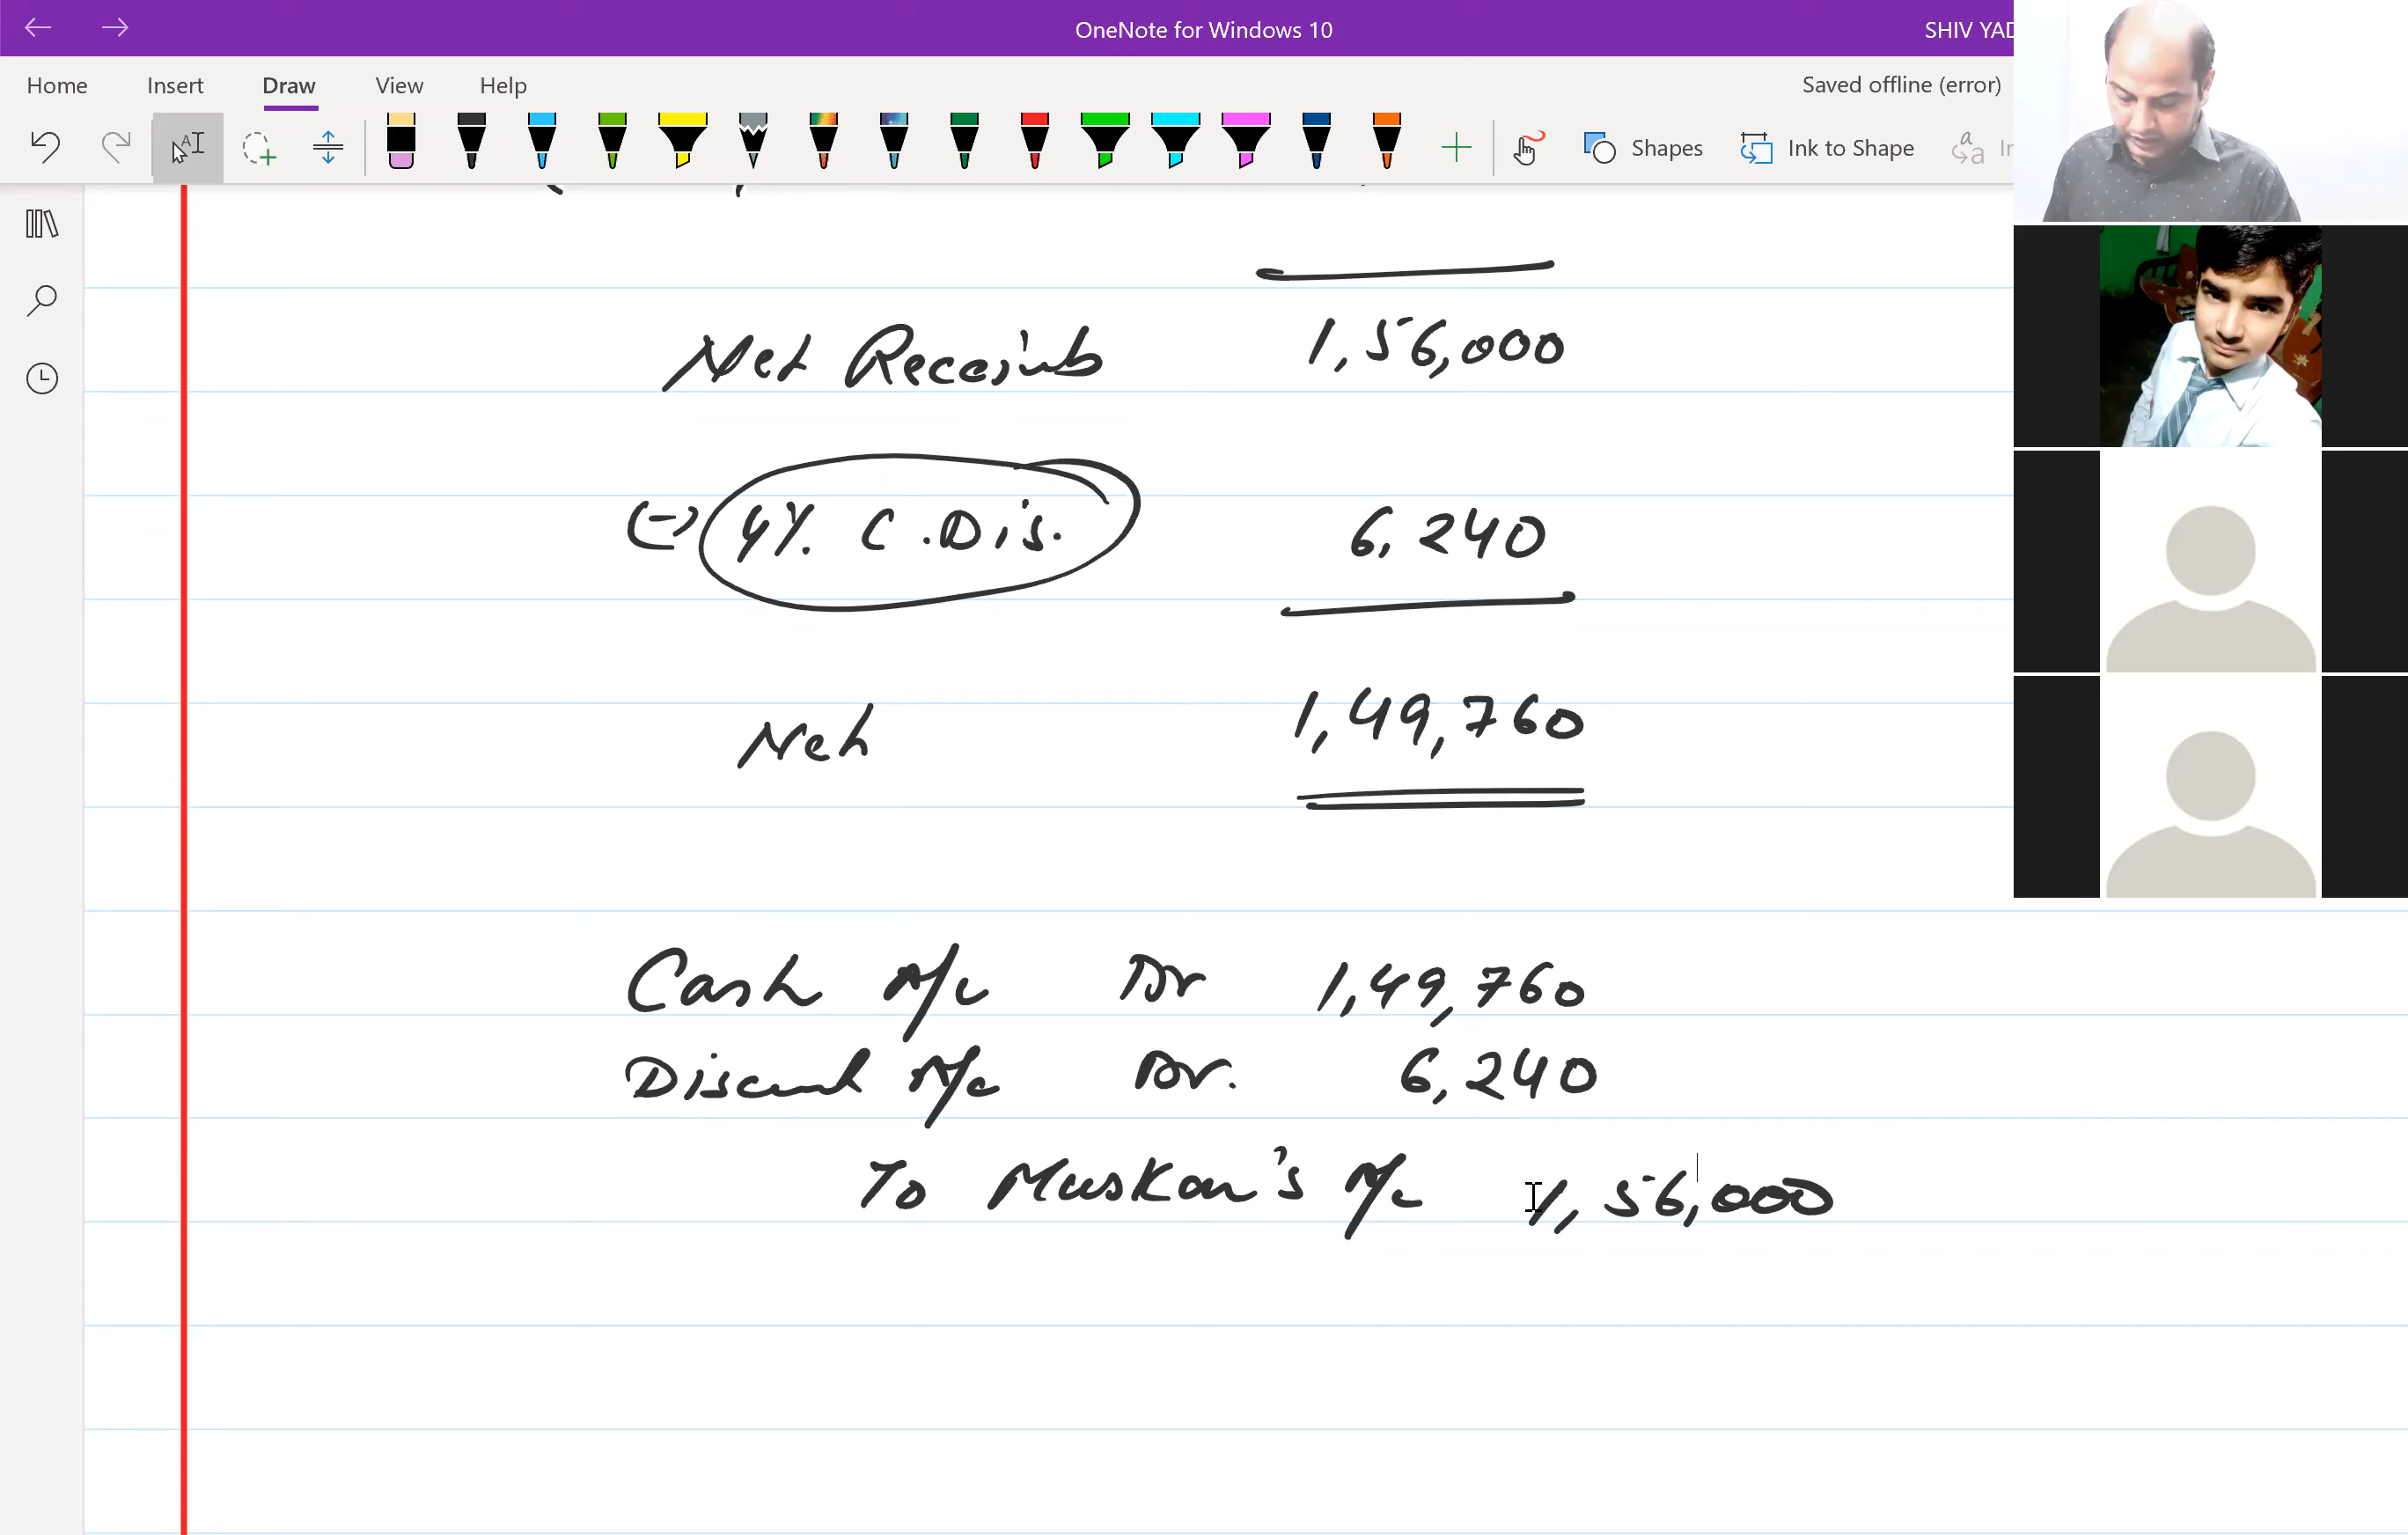 OneNote for Windows 10 SHIV YAD
Home Insert Draw View Help Saved offline (error)
Shapes Ink to Shape In
Net Receivb 1,56,000
(-) 4% C.Dis. 6,240
Net 1,49,760
Cash A/c Dr 1,49,760
Discount A/c Dr. 6,240
To Muskan's A/c 1,56,000